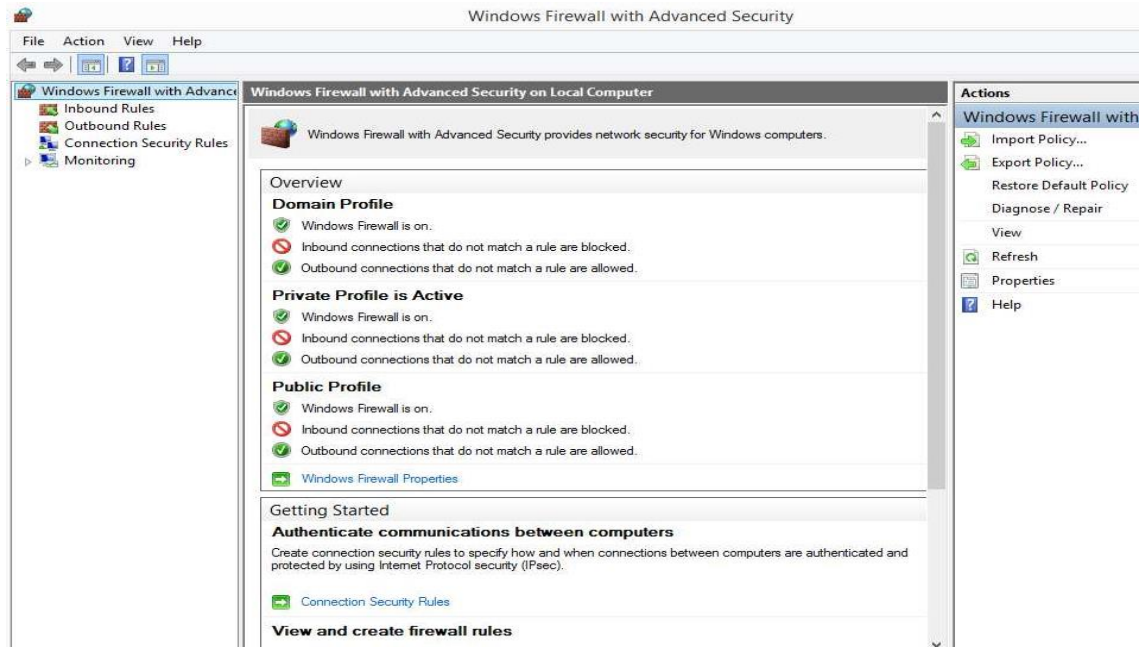 Windows Firewall with Advanced Security
File Action View Help
Windows Firewall with Advance
Inbound Rules
Outbound Rules
Connection Security Rules
Monitoring
Windows Firewall with Advanced Security on Local Computer
Windows Firewall with Advanced Security provides network security for Windows computers.
Overview
Domain Profile
Windows Firewall is on.
Inbound connections that do not match a rule are blocked.
Outbound connections that do not match a rule are allowed.
Private Profile is Active
Windows Firewall is on.
Inbound connections that do not match a rule are blocked.
Outbound connections that do not match a rule are allowed.
Public Profile
Windows Firewall is on.
Inbound connections that do not match a rule are blocked.
Outbound connections that do not match a rule are allowed.
Windows Firewall Properties
Getting Started
Authenticate communications between computers
Create connection security rules to specify how and when connections between computers are authenticated and
protected by using Internet Protocol security (IPsec).
Connection Security Rules
View and create firewall rules
Actions
Windows Firewall with
Import Policy...
Export Policy...
Restore Default Policy
Diagnose / Repair
View
Refresh
Properties
Help